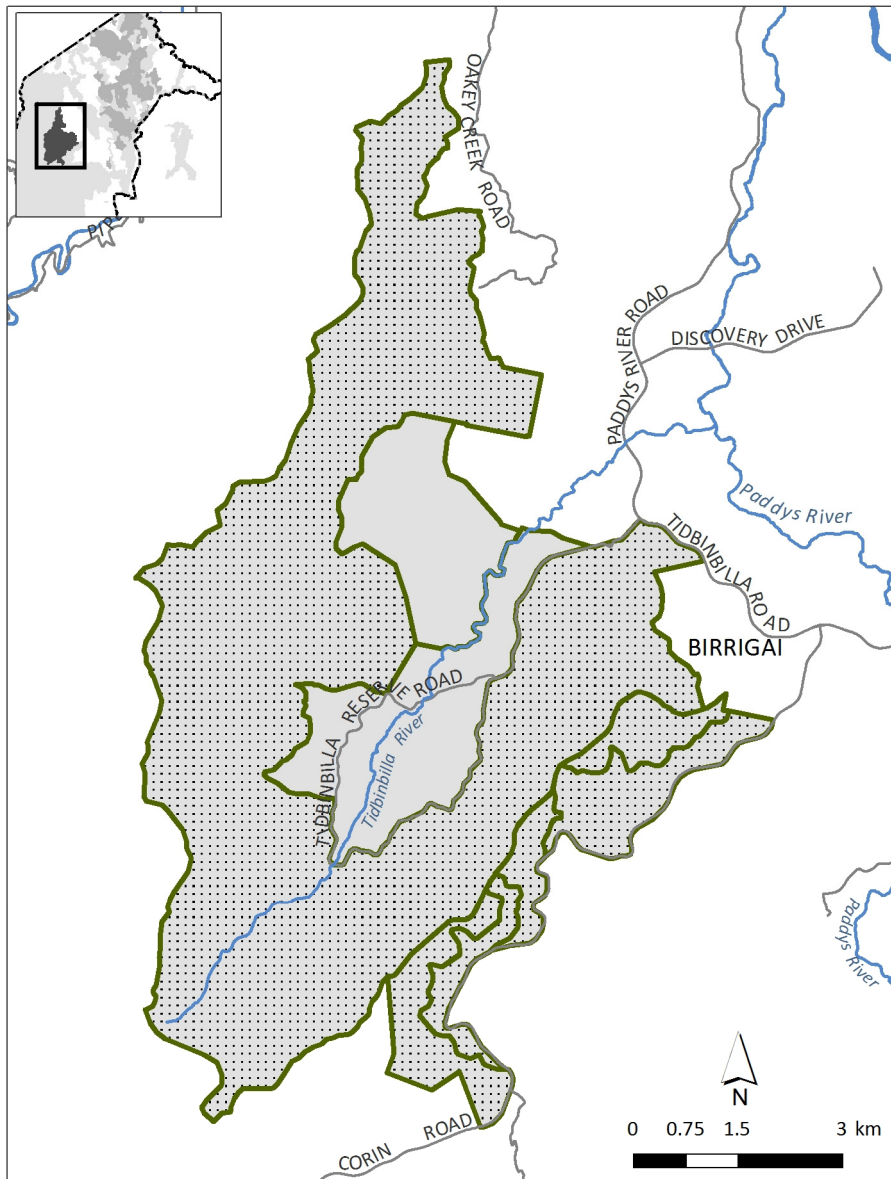 OAKEY CREEK ROAD
PADDYS RIVER ROAD
DISCOVERY DRIVE
Paddys River
TIDBINBILLA ROAD
BIRRIGAI
TIDBINBILLA RESERVE ROAD
Tidbinbilla River
Paddys River
CORIN ROAD
N
0 0.75 1.5 3 km